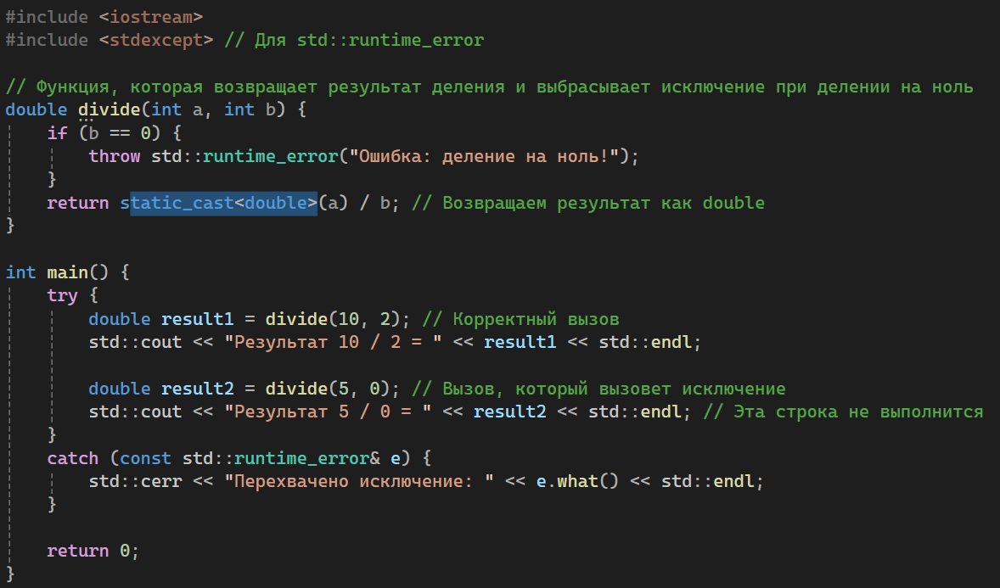 #include <iostream>
#include <stdexcept> // Для std::runtime_error
// Функция, которая возвращает результат деления и выбрасывает исключение при делении на ноль
double divide(int a, int b) {
    if (b == 0) {
        throw std::runtime_error("Ошибка: деление на ноль!");
    }
    return static_cast<double>(a) / b; // Возвращаем результат как double
}
int main() {
    try {
        double result1 = divide(10, 2); // Корректный вызов
        std::cout << "Результат 10 / 2 = " << result1 << std::endl;
        double result2 = divide(5, 0); // Вызов, который вызовет исключение
        std::cout << "Результат 5 / 0 = " << result2 << std::endl; // Эта строка не выполнится
    }
    catch (const std::runtime_error& e) {
        std::cerr << "Перехвачено исключение: " << e.what() << std::endl;
    }
    return 0;
}